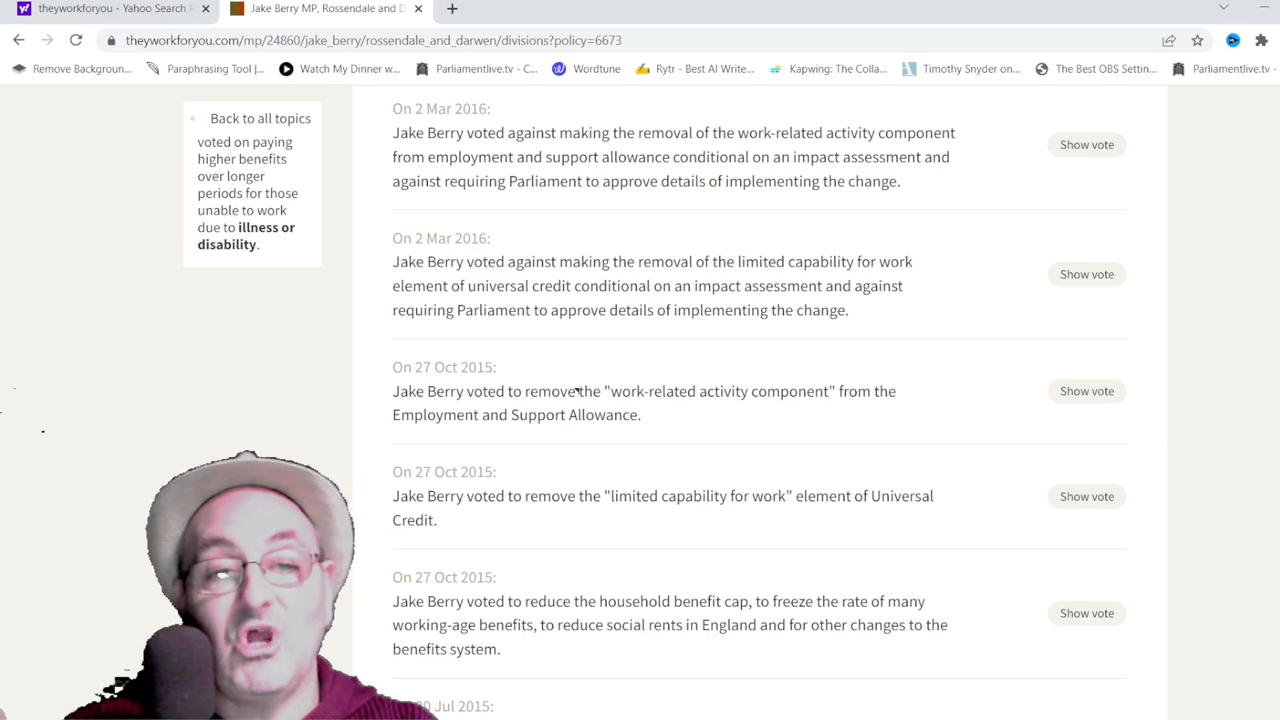 theyworkforyou - Yahoo Search R
Jake Berry MP, Rossendale and D
theyworkforyou.com/mp/24860/jake_berry/rossendale_and_darwen/divisions?policy=6673
Remove Backgroun...
Paraphrasing Tool |...
Watch My Dinner w...
Parliamentlive.tv - C...
Wordtune
Rytr - Best AI Write...
Kapwing: The Colla...
Timothy Snyder on...
The Best OBS Settin...
Parliamentlive.tv -
Back to all topics
voted on paying
higher benefits
over longer
periods for those
unable to work
due to illness or
disability.
On 2 Mar 2016:
Jake Berry voted against making the removal of the work-related activity component
from employment and support allowance conditional on an impact assessment and
against requiring Parliament to approve details of implementing the change.
Show vote
On 2 Mar 2016:
Jake Berry voted against making the removal of the limited capability for work
element of universal credit conditional on an impact assessment and against
requiring Parliament to approve details of implementing the change.
Show vote
On 27 Oct 2015:
Jake Berry voted to remove the "work-related activity component" from the
Employment and Support Allowance.
Show vote
On 27 Oct 2015:
Jake Berry voted to remove the "limited capability for work" element of Universal
Credit.
Show vote
On 27 Oct 2015:
Jake Berry voted to reduce the household benefit cap, to freeze the rate of many
working-age benefits, to reduce social rents in England and for other changes to the
benefits system.
Show vote
Jul 2015: